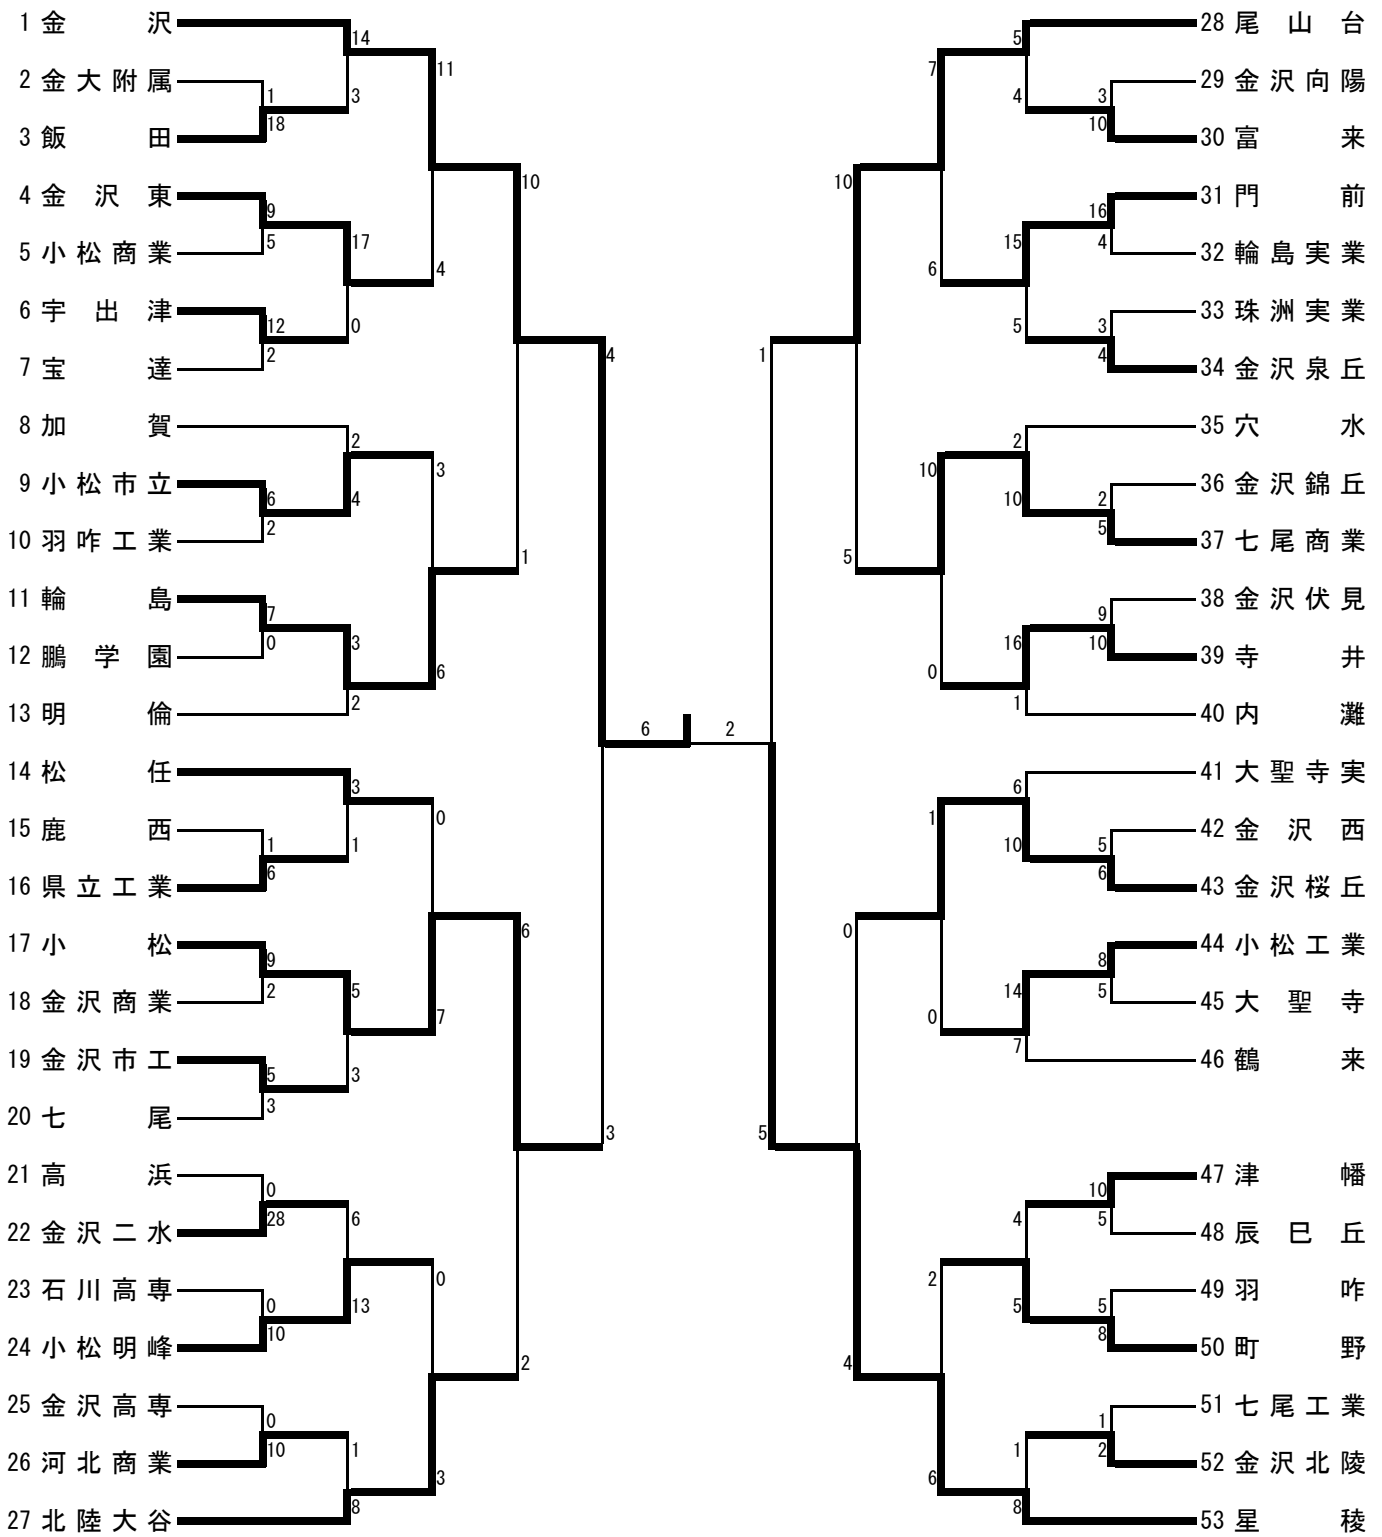 1 金沢
2 金大附属
3 飯田
4 金沢東
5 小松商業
6 宇出津
7 宝達
8 加賀
9 小松市立
10 羽咋工業
11 輪島
12 鵬学園
13 明倫
14 松任
15 鹿西
16 県立工業
17 小松
18 金沢商業
19 金沢市工
20 七尾
21 高浜
22 金沢二水
23 石川高専
24 小松明峰
25 金沢高専
26 河北商業
27 北陸大谷
1
18
9
5
12
2
6
2
7
0
1
6
9
2
5
3
0
28
0
10
0
10
14
3
17
0
2
4
3
2
3
1
5
3
6
13
1
8
11
4
3
6
0
7
0
3
10
1
6
2
4
3
6
2
1
5
10
5
0
4
7
6
10
0
1
0
2
6
5
4
15
5
2
10
16
1
6
10
14
7
4
5
1
8
3
10
16
4
3
4
2
5
9
10
5
6
8
5
10
5
5
8
1
2
28 尾山台
29 金沢向陽
30 富来
31 門前
32 輪島実業
33 珠洲実業
34 金沢泉丘
35 穴水
36 金沢錦丘
37 七尾商業
38 金沢伏見
39 寺井
40 内灘
41 大聖寺実
42 金沢西
43 金沢桜丘
44 小松工業
45 大聖寺
46 鶴来
47 津幡
48 辰巳丘
49 羽咋
50 町野
51 七尾工業
52 金沢北陵
53 星稜